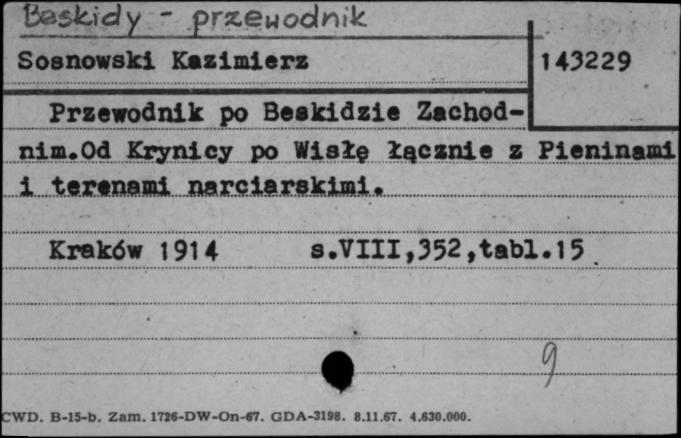 Beskidy - przewodnik
Sosnowski Kazimierz
143229
Przewodnik po Beskidzie Zachod-
nim.Od Krynicy po Wisłę łącznie z Pieninami
i terenami narciarskimi.
Kraków 1914 s.VIII,352,tabl.15
9
CWD. B-15-b. Zam. 1726-DW-On-67. GDA-3198. 8.11.67. 4.630.000.